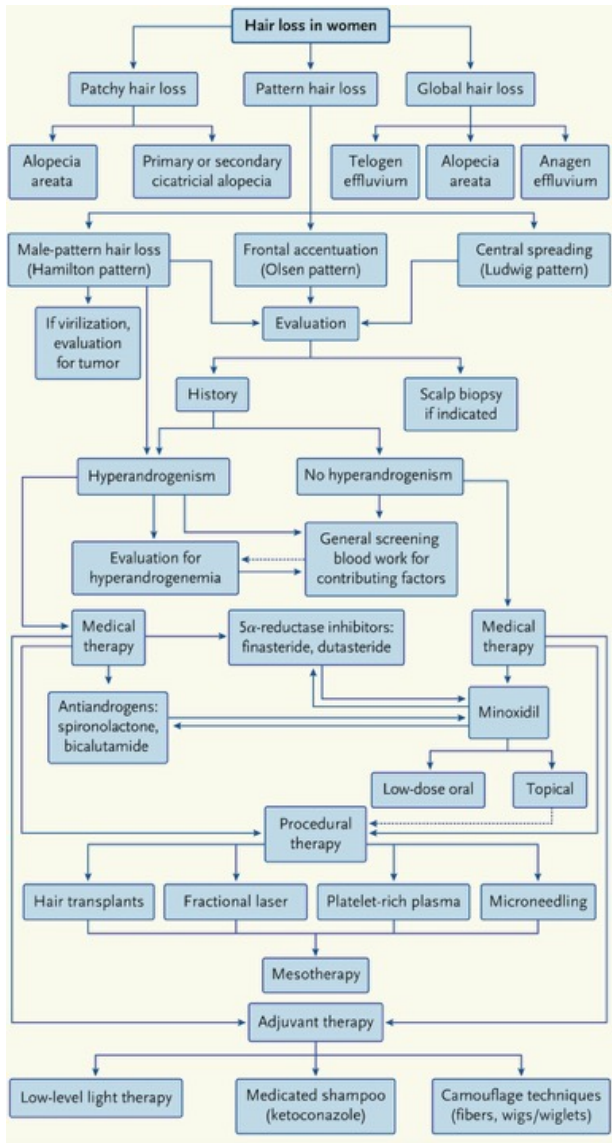 Hair loss in women
Patchy hair loss
Pattern hair loss
Global hair loss
Alopecia
areata
Primary or secondary
cicatricial alopecia
Telogen
effluvium
Alopecia
areata
Anagen
effluvium
Male-pattern hair loss
(Hamilton pattern)
Frontal accentuation
(Olsen pattern)
Central spreading
(Ludwig pattern)
If virilization,
evaluation
for tumor
Evaluation
History
Scalp biopsy
if indicated
Hyperandrogenism
No hyperandrogenism
Evaluation for
hyperandrogenemia
General screening
blood work for
contributing factors
Medical
therapy
5α-reductase inhibitors:
finasteride, dutasteride
Medical
therapy
Antiandrogens:
spironolactone,
bicalutamide
Minoxidil
Low-dose oral
Topical
Procedural
therapy
Hair transplants
Fractional laser
Platelet-rich plasma
Microneedling
Mesotherapy
Adjuvant therapy
Low-level light therapy
Medicated shampoo
(ketoconazole)
Camouflage techniques
(fibers, wigs/wiglets)